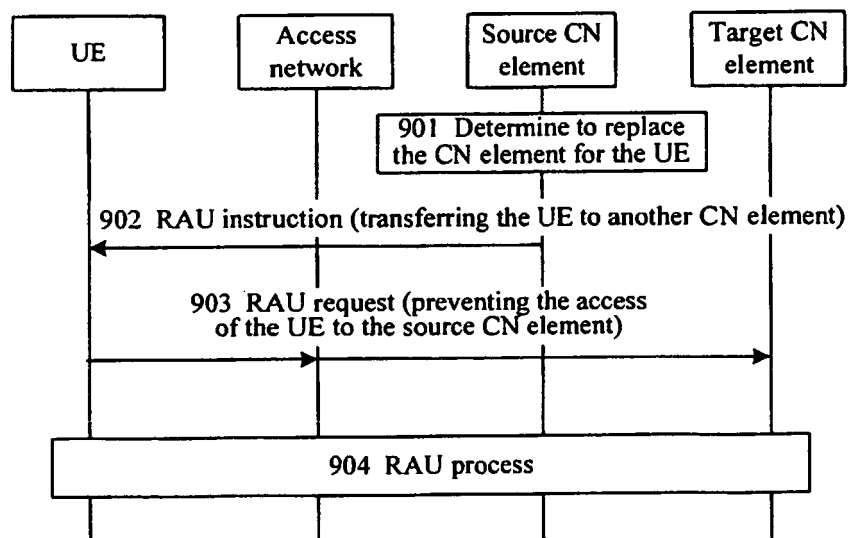 UE
Access
network
Source CN
element
Target CN
element
901 Determine to replace
the CN element for the UE
902 RAU instruction (transferring the UE to another CN element)
903 RAU request (preventing the access
of the UE to the source CN element)
904 RAU process